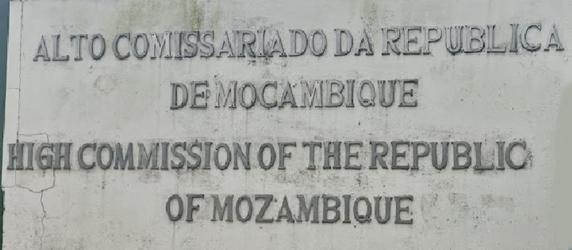 ALTO COMISSARIADO DA REPUBLICA
DE MOCAMBIQUE
HIGH COMMISSION OF THE REPUBLIC
OF MOZAMBIQUE